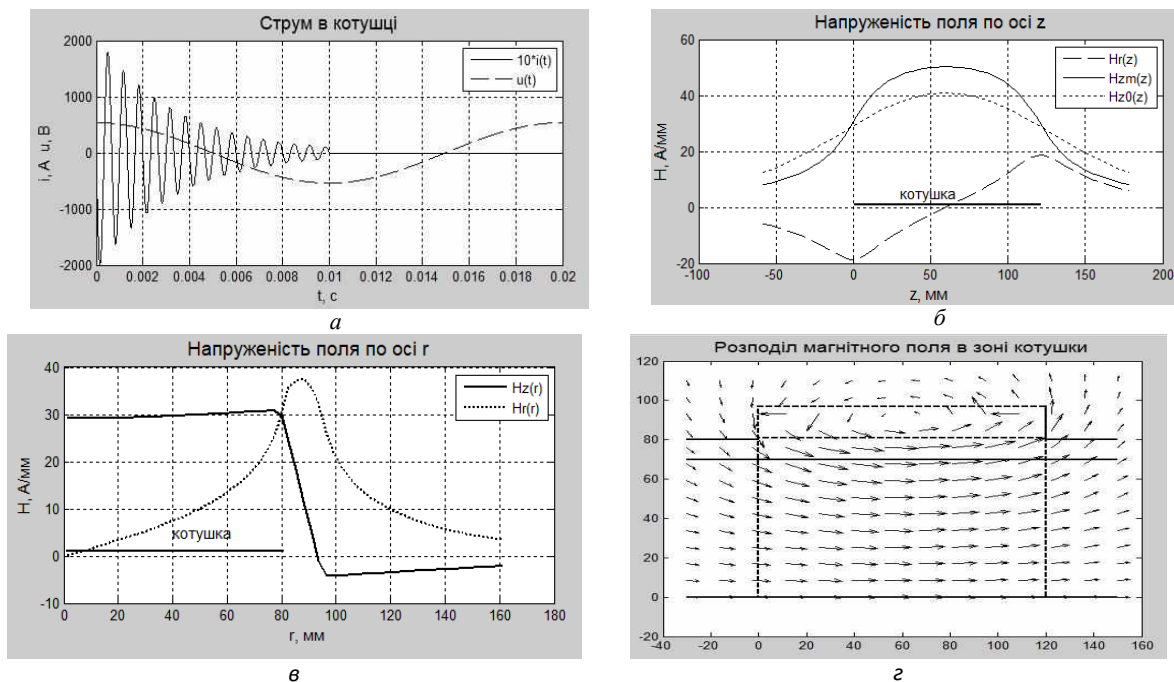 Струм в котушці
2000
1000
0
-1000
-2000
i, А u, В
10*i(t)
u(t)
0 0.002 0.004 0.006 0.008 0.01 0.012 0.014 0.016 0.018 0.02
t, с
а
Напруженість поля по осі z
60
40
20
0
-20
H, А/мм
Hr(z)
Hzm(z)
Hz0(z)
котушка
-100 -50 0 50 100 150 200
z, мм
б
Напруженість поля по осі r
40
30
20
10
0
-10
H, А/мм
Hz(r)
Hr(r)
котушка
0 20 40 60 80 100 120 140 160 180
r, мм
в
Розподіл магнітного поля в зоні котушки
120
100
80
60
40
20
0
-20
-40 -20 0 20 40 60 80 100 120 140 160
г